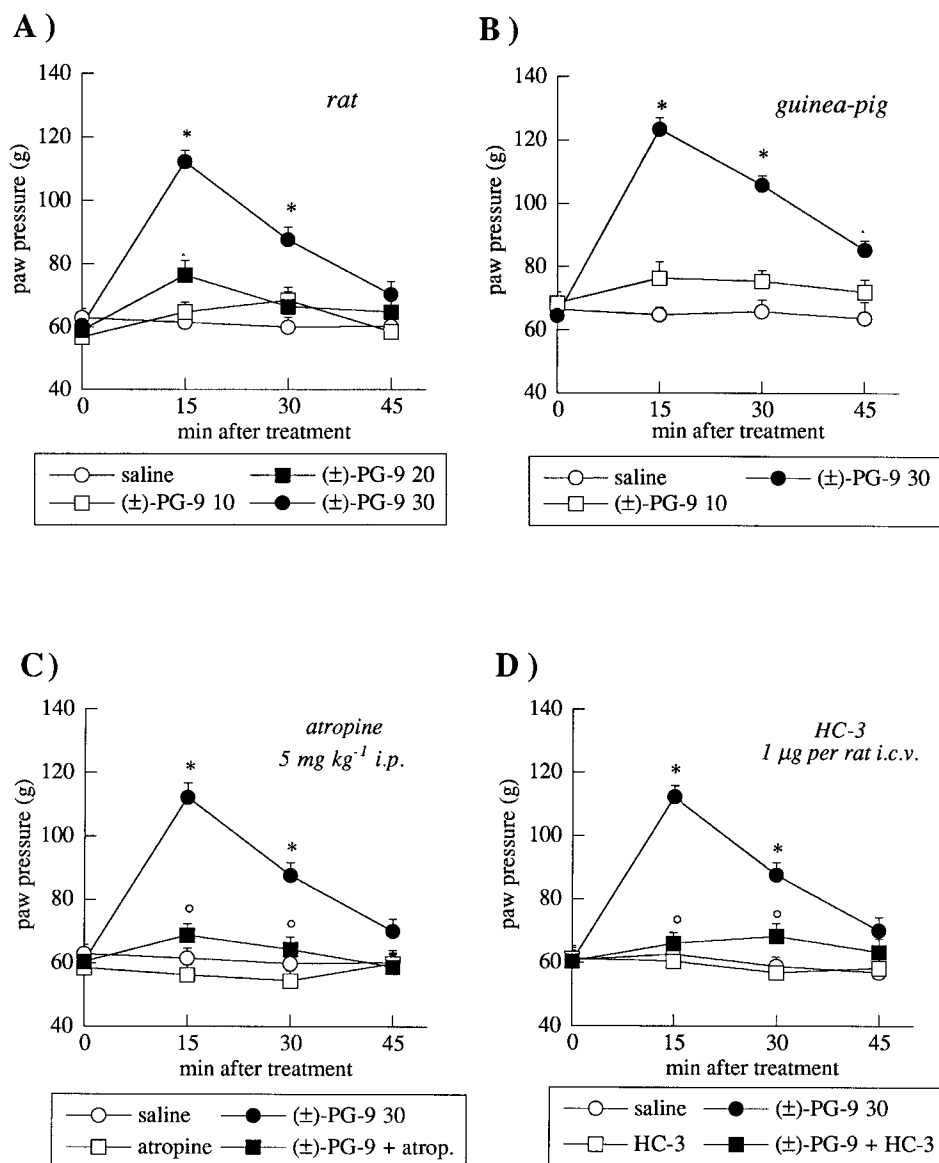 A )
rat
140
120
100
80
60
40
paw pressure (g)
* *
0 15 30 45
min after treatment
saline (±)-PG-9 20
(±)-PG-9 10 (±)-PG-9 30
B )
guinea-pig
140
120
100
80
60
40
paw pressure (g)
* *
0 15 30 45
min after treatment
saline (±)-PG-9 30
(±)-PG-9 10
C )
atropine
5 mg kg⁻¹ i.p.
140
120
100
80
60
40
paw pressure (g)
* *
° °
*
0 15 30 45
min after treatment
saline (±)-PG-9 30
atropine (±)-PG-9 + atrop.
D )
HC-3
1 µg per rat i.c.v.
140
120
100
80
60
40
paw pressure (g)
* *
° °
0 15 30 45
min after treatment
saline (±)-PG-9 30
HC-3 (±)-PG-9 + HC-3